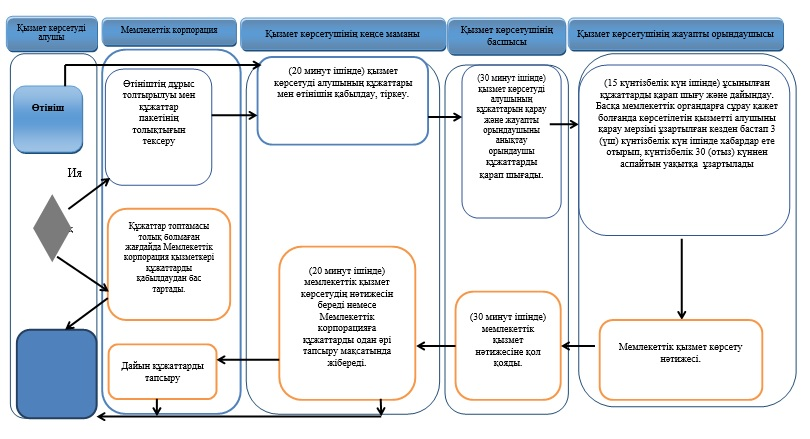 Қызмет көрсетуді
алушы
Мемлекеттік корпорация
Қызмет көрсетушінің кеңсе маманы
Қызмет көрсетушінің
басшысы
Қызмет көрсетушінің жауапты орындаушысы
Өтініш
Ия
Өтініштің дұрыс
толтырылуы мен
құжаттар
пакетінің
толықтығын
тексеру
(20 минут ішінде) қызмет
көрсетуді алушының құжаттары
мен өтінішін қабылдау, тіркеу.
(30 минут ішінде)
қызмет көрсетуді
алушының
құжаттарын қарау
және жауапты
орындаушыны
анықтау
орындаушы
құжаттарды
қарап шығады.
(15 күнтізбелік күн ішінде) ұсынылған
құжаттарды қарап шығу және дайындау.
Басқа мемлекеттік органдарға сұрау қажет
болғанда көрсетілетін қызметті алушыны
қарау мерзімі ұзартылған кезден бастап 3
(үш) күнтізбелік күн ішінде хабардар ете
отырып, күнтізбелік 30 (отыз) күннен
аспайтын уақытқа ұзартылады
Құжаттар топтамасы
толық болмаған
жағдайда Мемлекеттік
корпорация қызметкері
құжаттарды
қабылдаудан бас
тартады.
(20 минут ішінде)
мемлекеттік қызмет
көрсетудің нәтижесін
береді немесе
Мемлекеттік
корпорацияға
құжаттарды одан әрі
тапсыру мақсатында
жібереді.
(30 минут ішінде)
мемлекеттік
қызмет
нәтижесіне қол
қояды.
Мемлекеттік қызмет көрсету
нәтижесі.
Дайын құжаттарды
тапсыру